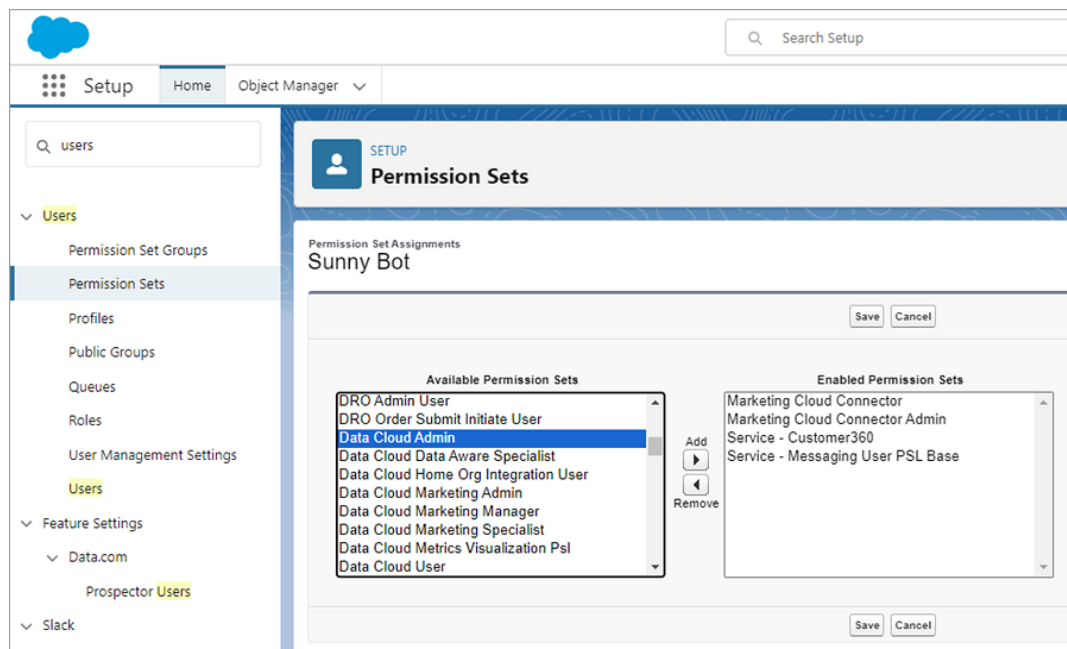 Search Setup
Setup
Home
Object Manager
users
Users
Permission Set Groups
Permission Sets
Profiles
Public Groups
Queues
Roles
User Management Settings
Users
Feature Settings
Data.com
Prospector Users
Slack
SETUP
Permission Sets
Permission Set Assignments
Sunny Bot
Save Cancel
Available Permission Sets
DRO Admin User
DRO Order Submit Initiate User
Data Cloud Admin
Data Cloud Data Aware Specialist
Data Cloud Home Org Integration User
Data Cloud Marketing Admin
Data Cloud Marketing Manager
Data Cloud Marketing Specialist
Data Cloud Metrics Visualization Psl
Data Cloud User
Add
Remove
Enabled Permission Sets
Marketing Cloud Connector
Marketing Cloud Connector Admin
Service - Customer360
Service - Messaging User PSL Base
Save Cancel